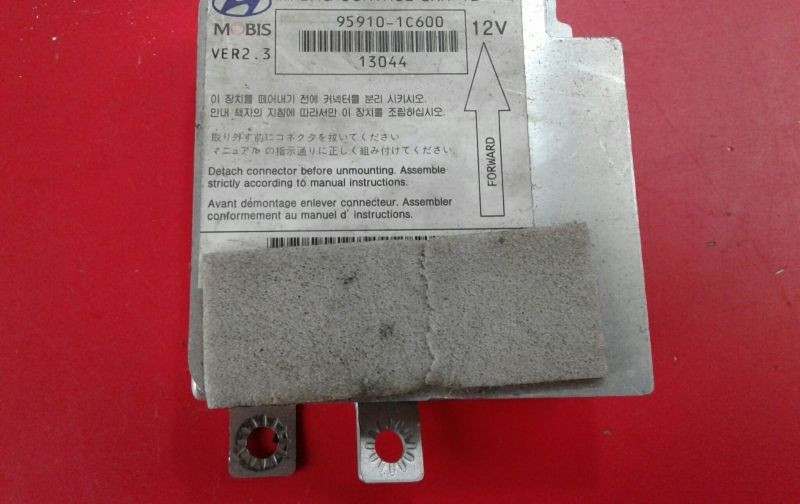 MOBIS
95910-1C600
12V
VER2.3
13044
이 장치를 떼어내기 전에 커넥터를 분리 시키시오.
안내 책자의 지침에 따라서만 이 장치를 조립하십시오.
取り外す前にコネクタを抜いてください
マニュアルの指示通りに正しく組み付けてください.
FORWARD
Detach connector before unmounting. Assemble
strictly according to manual instructions.
Avant démontage enlever connecteur. Assembler
conformement au manuel d' instructions.